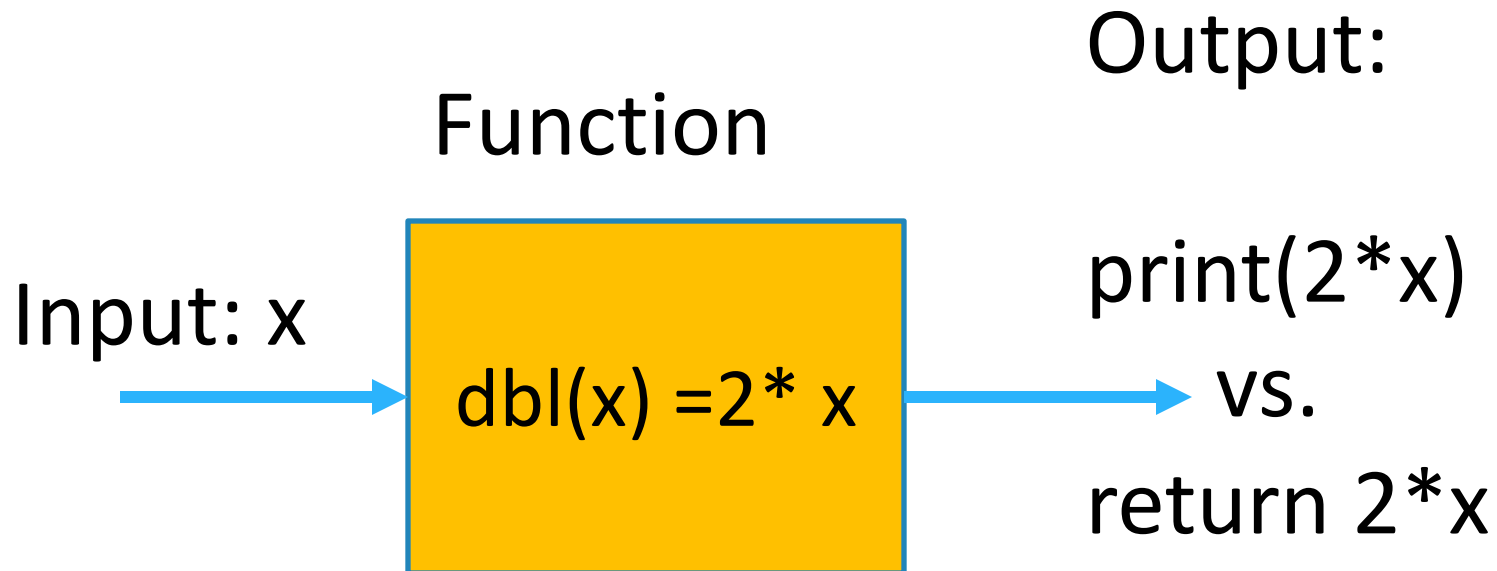 Input: x
Function
dbl(x) =2* x
Output:
print(2*x)
vs.
return 2*x